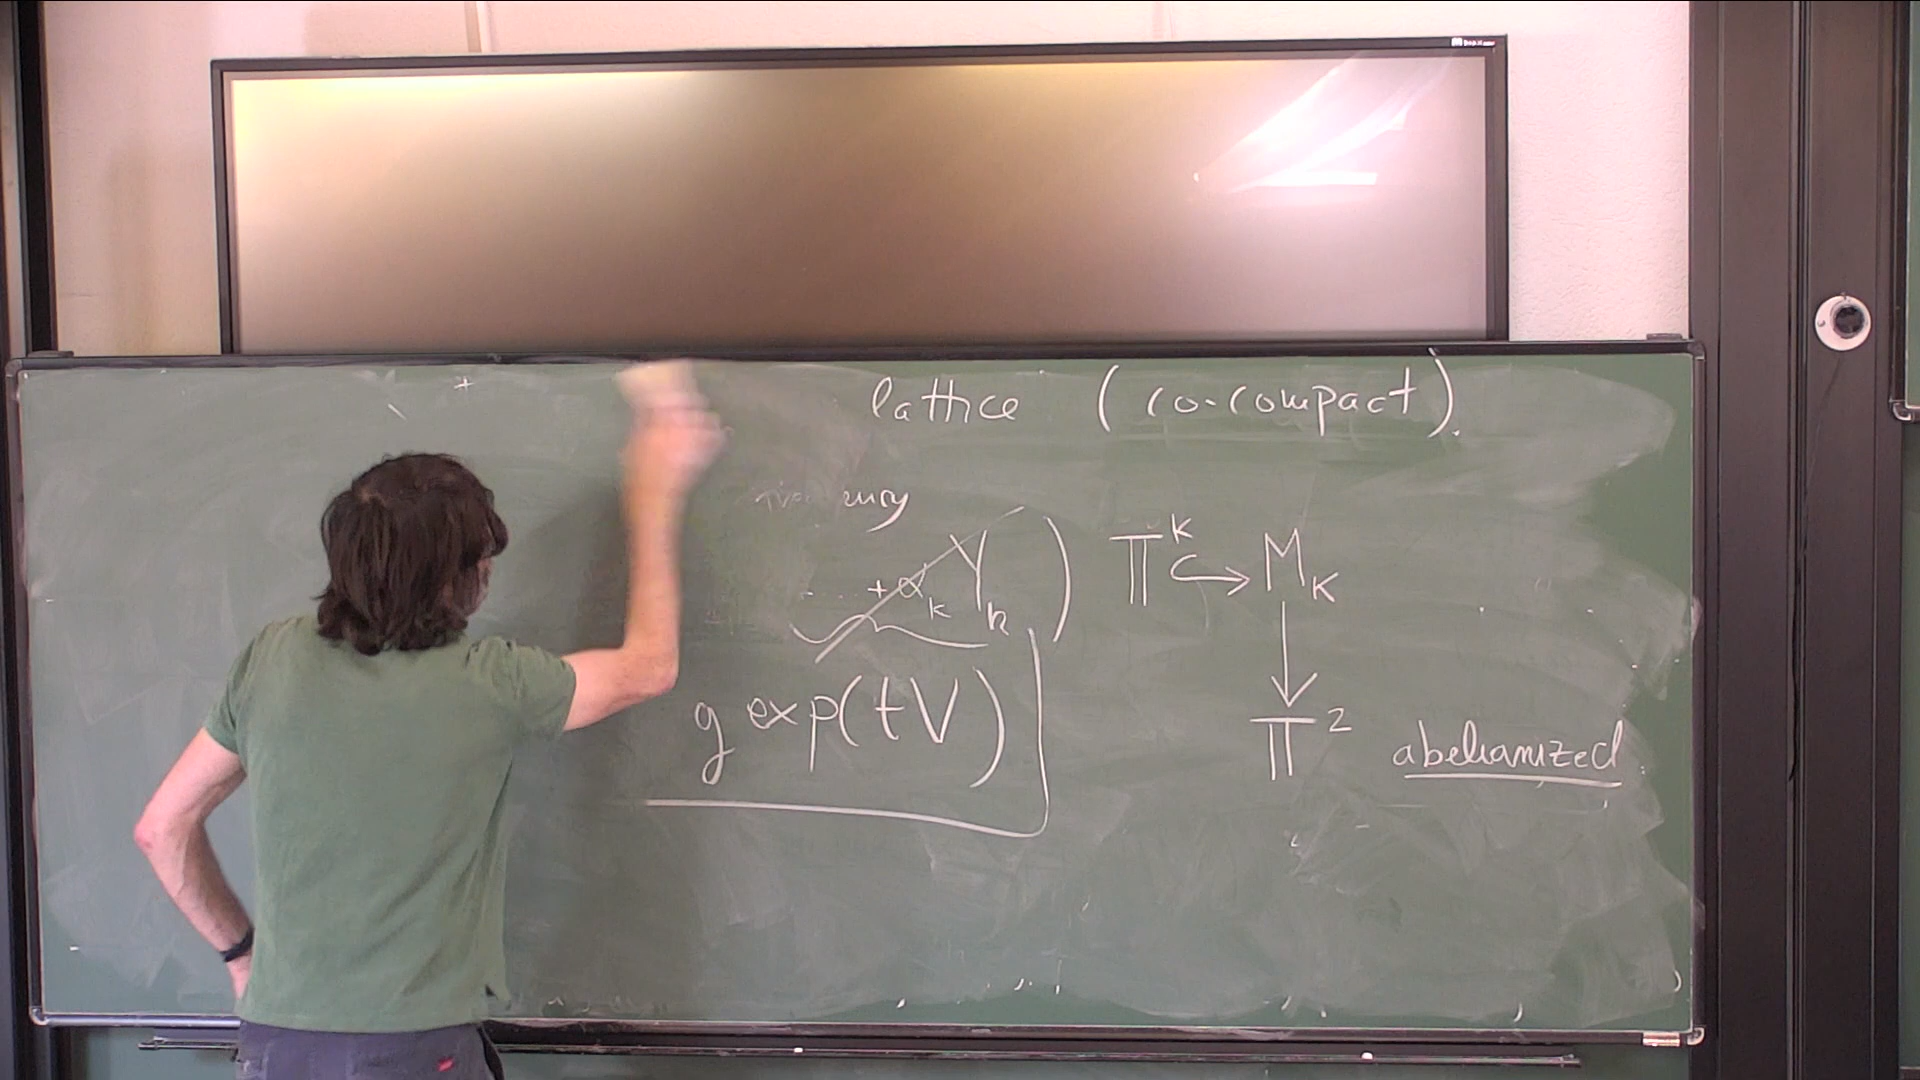 lattice (co-compact).
..... + α_k Y_k )
𝕋^k ↪ M_k
↓
g exp(tV)
𝕋^2 abelianized.